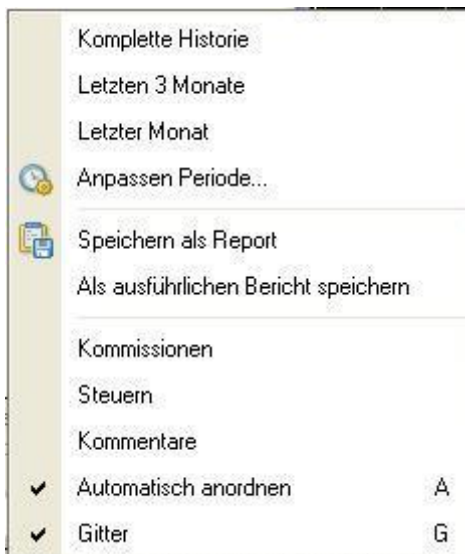 Komplette Historie
Letzten 3 Monate
Letzter Monat
Anpassen Periode...
Speichern als Report
Als ausführlichen Bericht speichern
Kommissionen
Steuern
Kommentare
Automatisch anordnen A
Gitter G